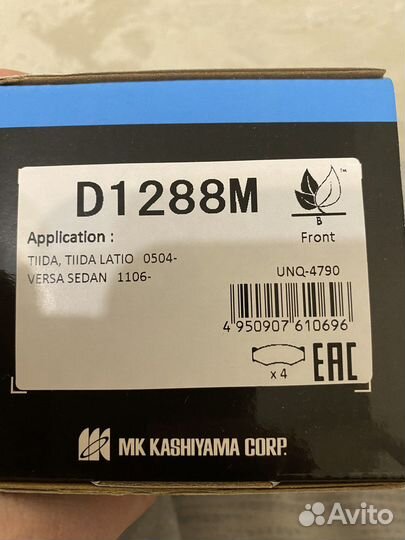 D1288M
TM
B
Application :
Front
TIIDA, TIIDA LATIO 0504-
VERSA SEDAN 1106-
UNQ-4790
4 950907 610696
x 4
EAC
MK KASHIYAMA CORP.
Avito